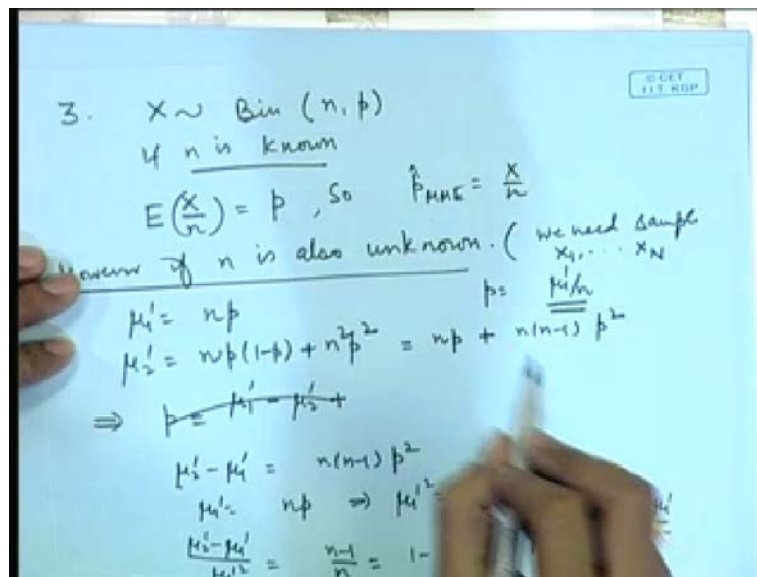 © CET
I.I.T. KGP
3. X ~ Bin (n, p)
If n is known
E(X/n) = p, So p̂_MME = X/n
However if n is also unknown. (we need sample
X₁, ... X_N
p = μ₁'/n
μ₁' = np
μ₂' = np(1-p) + n²p² = np + n(n-1) p²
⇒ p = μ₁' - μ₂' +
μ₂' - μ₁' = n(n-1) p²
μ₁' = np ⇒ μ₁'² =
μ₂'-μ₁' / μ₁'² = n-1/n = 1-